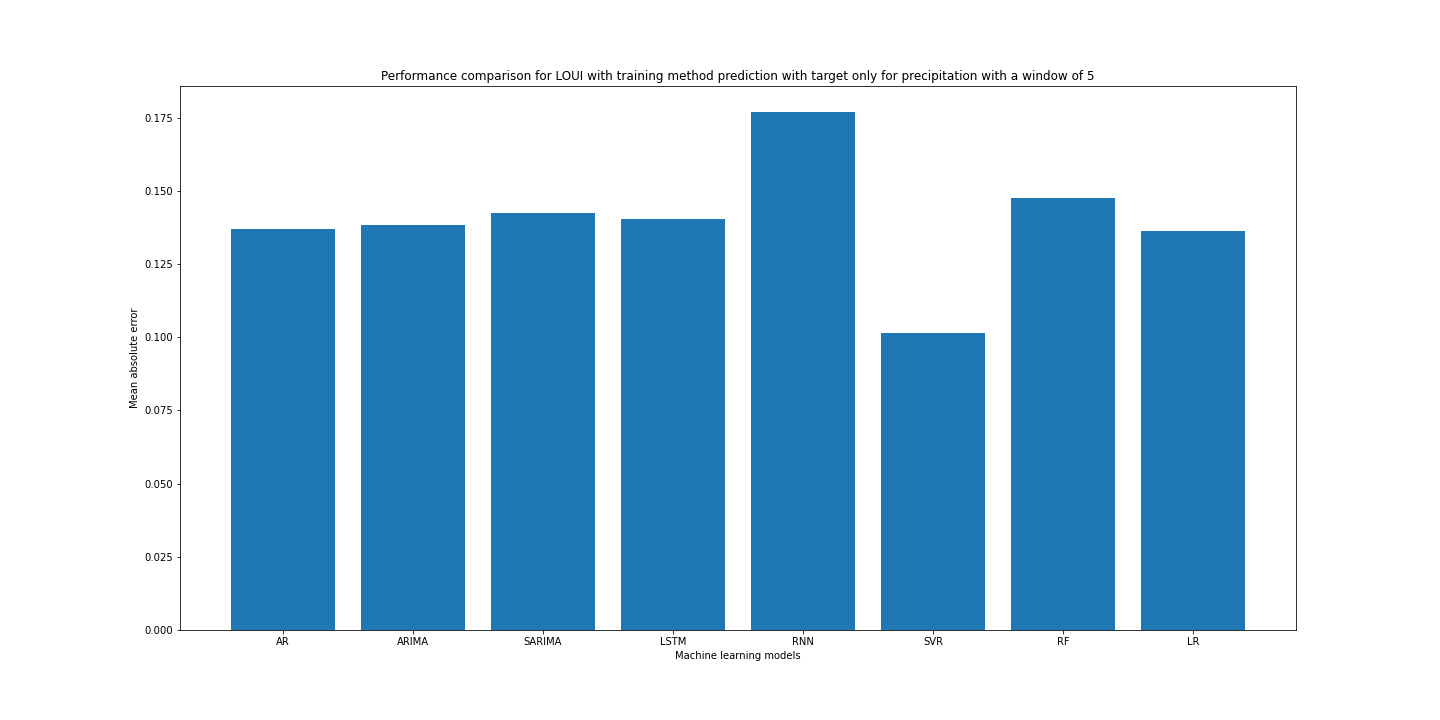 Performance comparison for LOUI with training method prediction with target only for precipitation with a window of 5
0.175
0.150
0.125
0.100
0.075
0.050
0.025
0.000
Mean absolute error
AR ARIMA SARIMA LSTM RNN SVR RF LR
Machine learning models